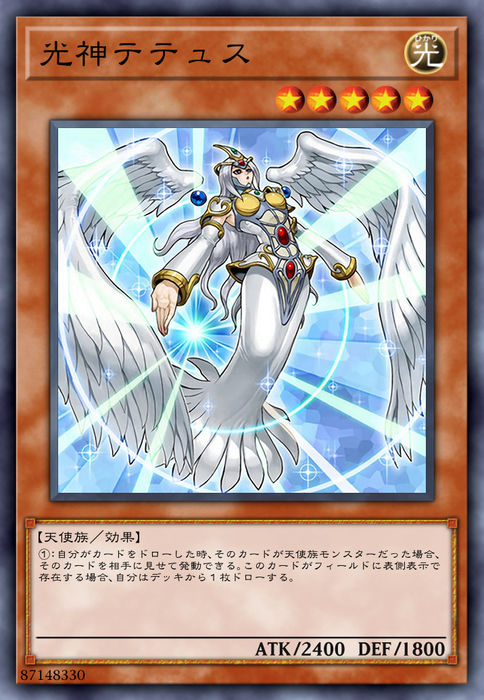 光神テテュス
ひかり
光
【天使族／効果】
①：自分がカードをドローした時、そのカードが天使族モンスターだった場合、
そのカードを相手に見せて発動できる。このカードがフィールドに表側表示で
存在する場合、自分はデッキから１枚ドローする。
ATK/2400 DEF/1800
87148330